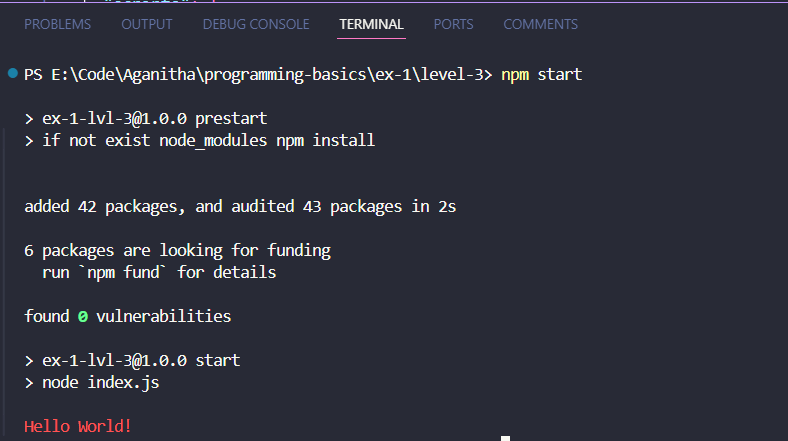 PROBLEMS OUTPUT DEBUG CONSOLE TERMINAL PORTS COMMENTS
PS E:\Code\Aganitha\programming-basics\ex-1\level-3> npm start
> ex-1-lvl-3@1.0.0 prestart
> if not exist node_modules npm install
added 42 packages, and audited 43 packages in 2s
6 packages are looking for funding
run `npm fund` for details
found 0 vulnerabilities
> ex-1-lvl-3@1.0.0 start
> node index.js
Hello World!